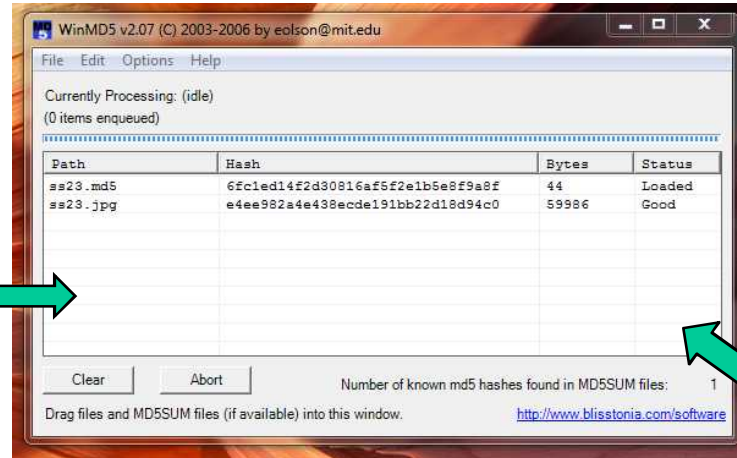 WinMD5 v2.07 (C) 2003-2006 by eolson@mit.edu
File Edit Options Help
Currently Processing: (idle)
(0 items enqueued)
Path Hash Bytes Status
ss23.md5 6fc1ed14f2d30816af5f2e1b5e8f9a8f 44 Loaded
ss23.jpg e4ee982a4e438ecde191bb22d18d94c0 59986 Good
Clear Abort Number of known md5 hashes found in MD5SUM files: 1
Drag files and MD5SUM files (if available) into this window. http://www.blisstonia.com/software